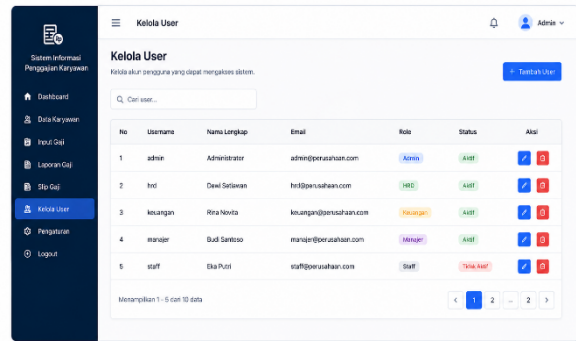 Kelola User
Admin
Sistem Informasi
Penggajian Karyawan
Dashboard
Data Karyawan
Input Gaji
Laporan Gaji
Slip Gaji
Kelola User
Pengaturan
Logout
Kelola User
Kelola akun pengguna yang dapat mengakses sistem.
+ Tambah User
Cari user...
No Username Nama Lengkap Email Role Status Aksi
1 admin Administrator admin@perusahaan.com Admin Aktif
2 hrd Dewi Setiawan hrd@perusahaan.com HRD Aktif
3 keuangan Rina Novita keuangan@perusahaan.com Keuangan Aktif
4 manajer Budi Santoso manajer@perusahaan.com Manajer Aktif
5 staff Eka Putri staff@perusahaan.com Staff Tidak Aktif
Menampilkan 1 - 5 dari 10 data
< 1 2 ... 2 >